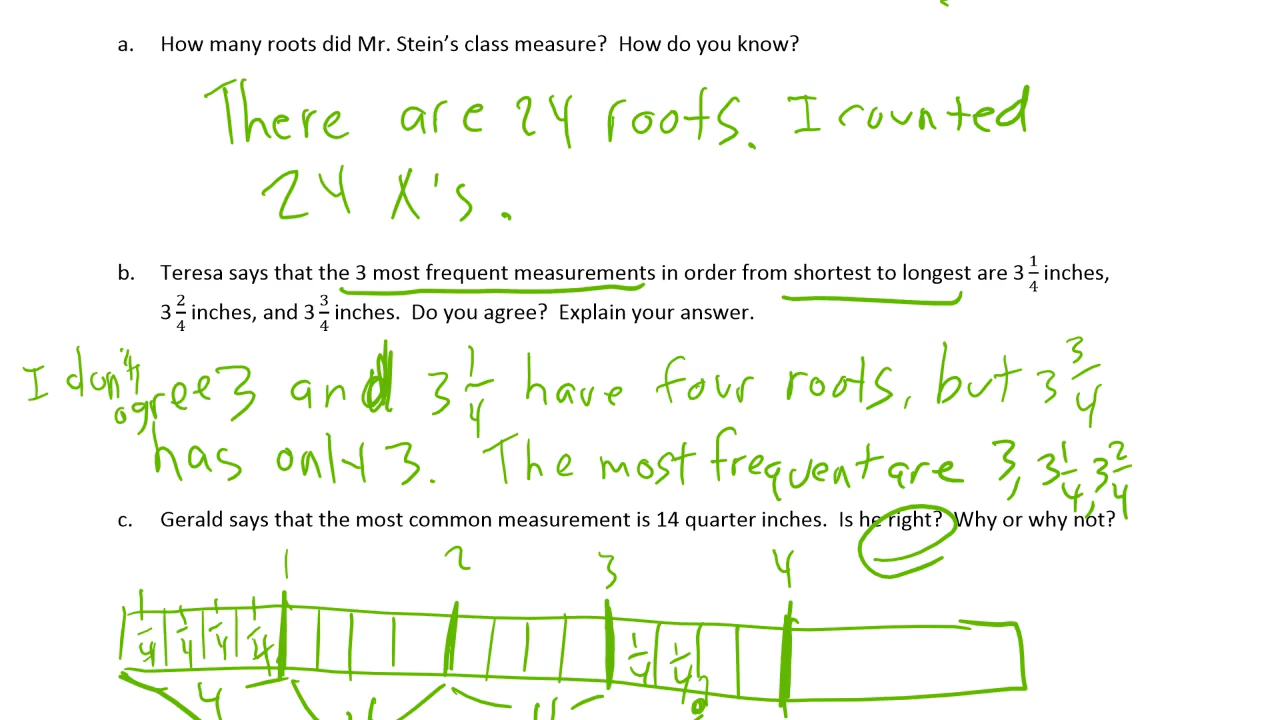 a. How many roots did Mr. Stein's class measure? How do you know?
There are 24 roots. I counted
24 X's.
b. Teresa says that the 3 most frequent measurements in order from shortest to longest are 3 1/4 inches,
3 2/4 inches, and 3 3/4 inches. Do you agree? Explain your answer.
I don't agree 3 and 3 1/4 have four roots, but 3 3/4
has only 3. The most frequent are 3, 3 1/4, 3 2/4
c. Gerald says that the most common measurement is 14 quarter inches. Is he right? Why or why not?
1 2 3 4
1/4 1/4 1/4 1/4 1/4 1/4
4